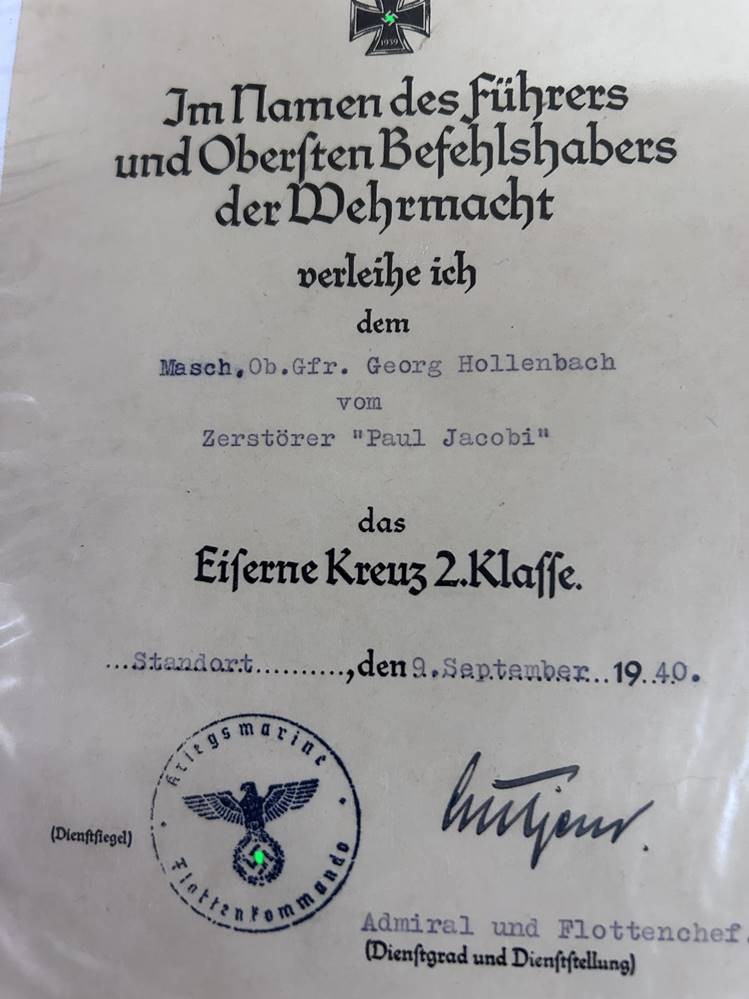 1939
Im Namen des Führers
und Oberſten Befehlshabers
der Wehrmacht
verleihe ich
dem
Masch.Ob.Gfr. Georg Hollenbach
vom
Zerstörer "Paul Jacobi"
das
Eiſerne Kreuz 2.Klaſſe.
...Standort.........., den 9.September 19.40.
Kriegsmarine
Flottenkommando
(Dienſtſiegel)
Lütjens.
Admiral und Flottenchef.
(Dienſtgrad und Dienſtſtellung)